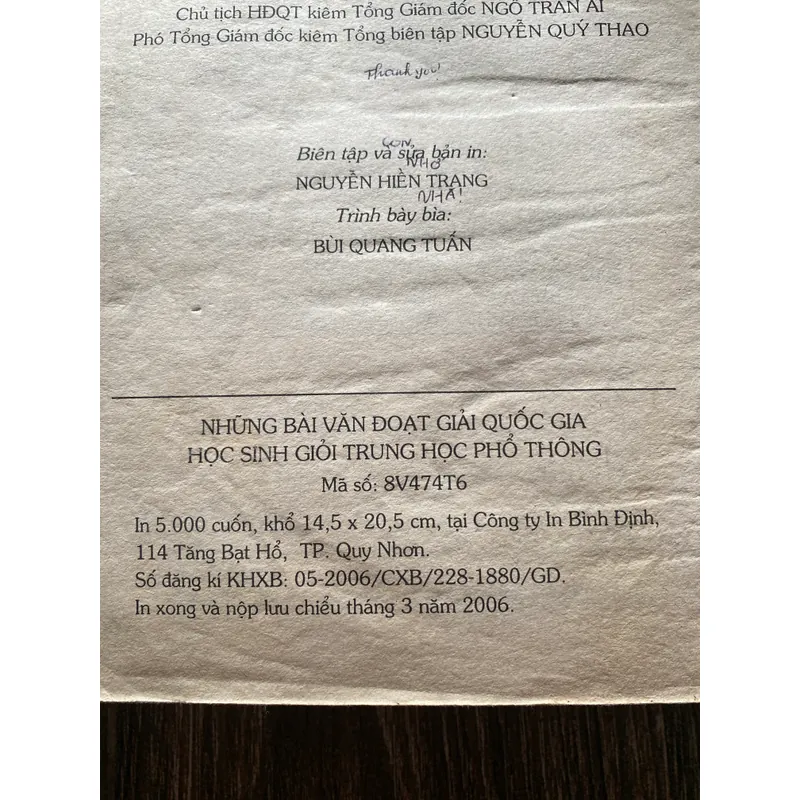 Chủ tịch HĐQT kiêm Tổng Giám đốc NGÔ TRẦN ÁI
Phó Tổng Giám đốc kiêm Tổng biên tập NGUYỄN QUÝ THAO
Thank you!
CON
Biên tập và sửa bản in:
NHỚ
NGUYỄN HIỀN TRANG
NHA!
Trình bày bìa:
BÙI QUANG TUẤN
NHỮNG BÀI VĂN ĐOẠT GIẢI QUỐC GIA
HỌC SINH GIỎI TRUNG HỌC PHỔ THÔNG
Mã số: 8V474T6
In 5.000 cuốn, khổ 14,5 x 20,5 cm, tại Công ty In Bình Định,
114 Tăng Bạt Hổ, TP. Quy Nhơn.
Số đăng kí KHXB: 05-2006/CXB/228-1880/GD.
In xong và nộp lưu chiểu tháng 3 năm 2006.